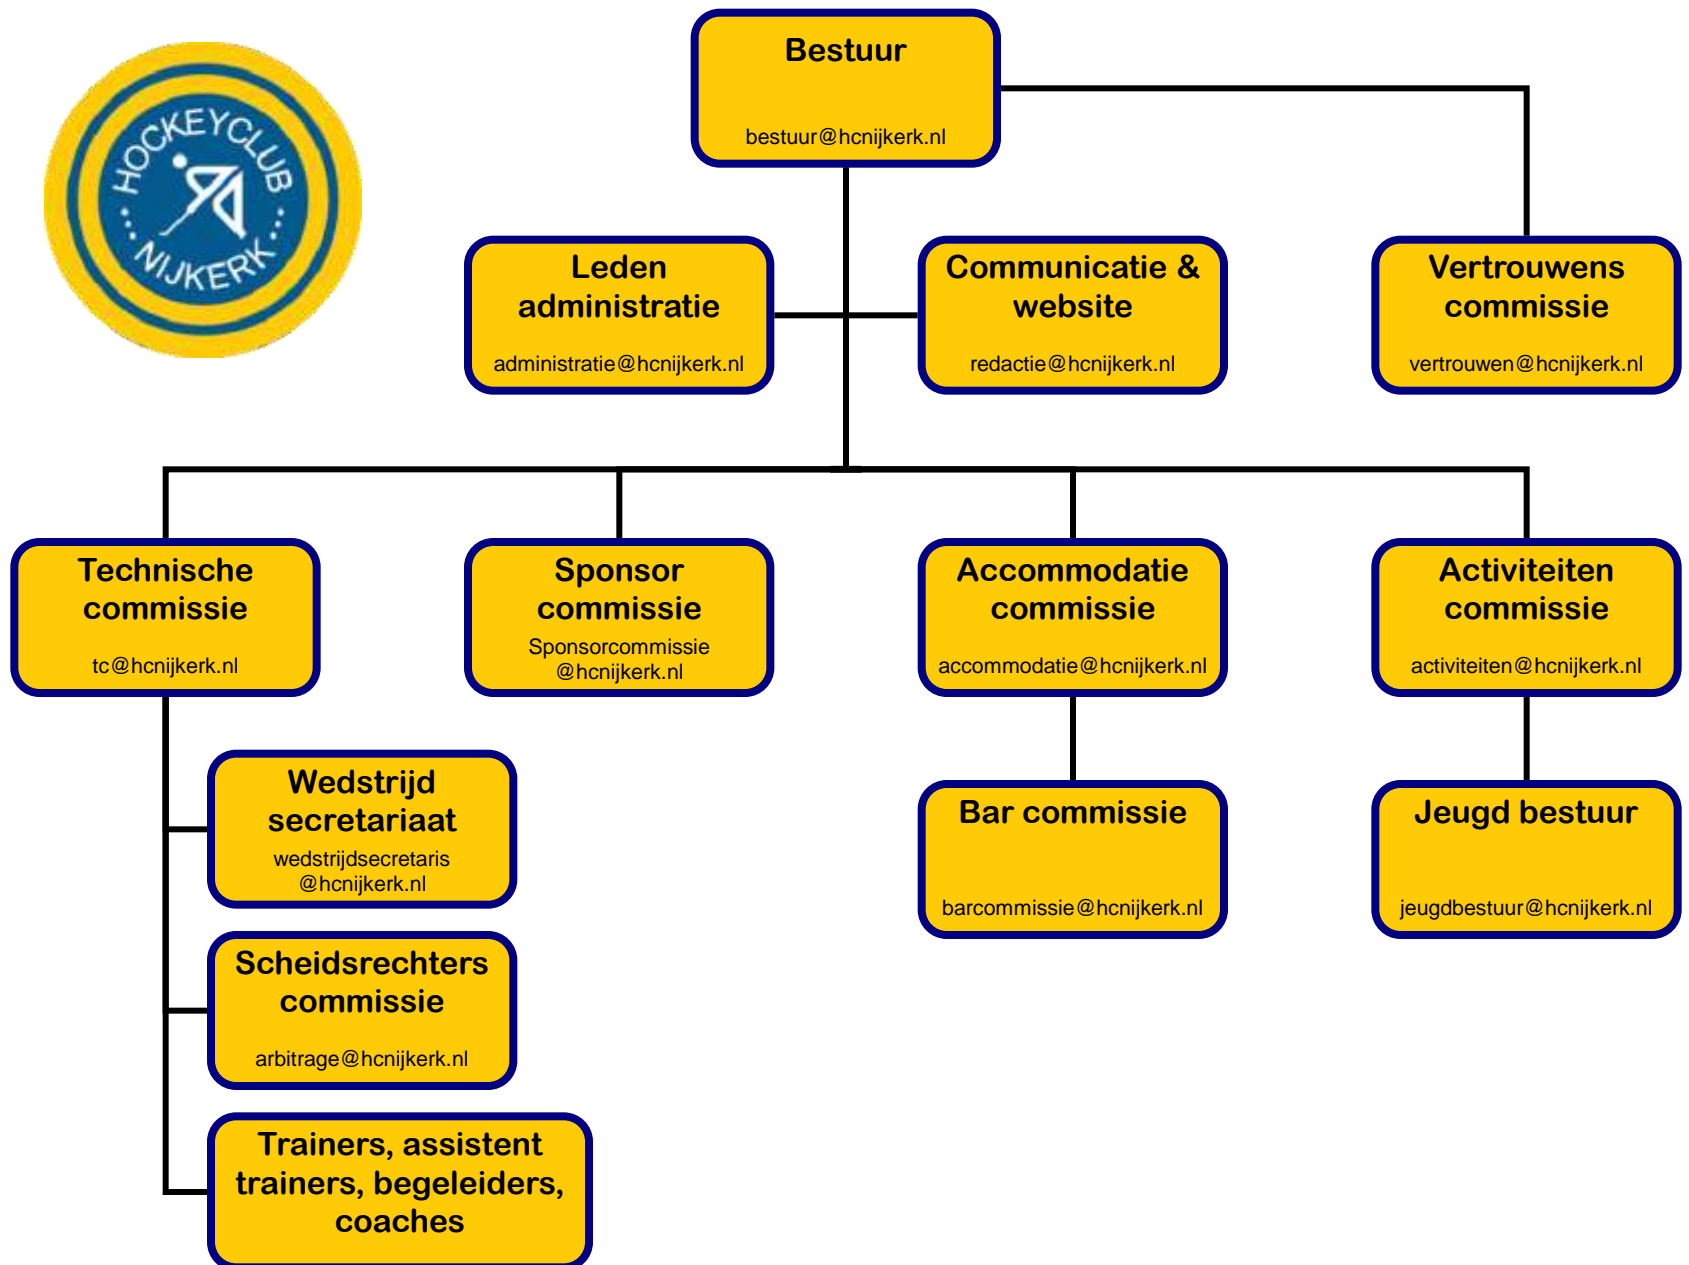 Bestuur
bestuur@hcnijkerk.nl
HOCKEYCLUB
NIJKERK
Leden
administratie
administratie@hcnijkerk.nl
Communicatie &
website
redactie@hcnijkerk.nl
Vertrouwens
commissie
vertrouwen@hcnijkerk.nl
Technische
commissie
tc@hcnijkerk.nl
Sponsor
commissie
Sponsorcommissie
@hcnijkerk.nl
Accommodatie
commissie
accommodatie@hcnijkerk.nl
Activiteiten
commissie
activiteiten@hcnijkerk.nl
Wedstrijd
secretariaat
wedstrijdsecretaris
@hcnijkerk.nl
Bar commissie
barcommissie@hcnijkerk.nl
Jeugd bestuur
jeugdbestuur@hcnijkerk.nl
Scheidsrechters
commissie
arbitrage@hcnijkerk.nl
Trainers, assistent
trainers, begeleiders,
coaches